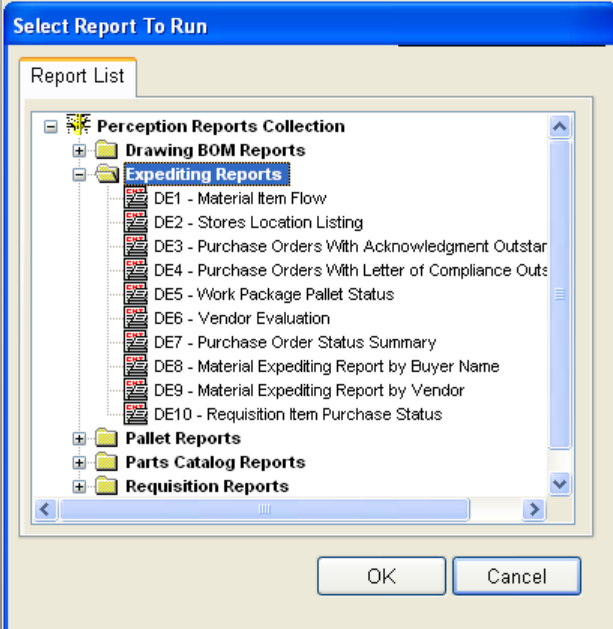 Select Report To Run
Report List
Perception Reports Collection
Drawing BOM Reports
Expediting Reports
DE1 - Material Item Flow
DE2 - Stores Location Listing
DE3 - Purchase Orders With Acknowledgment Outstar
DE4 - Purchase Orders With Letter of Compliance Outs
DE5 - Work Package Pallet Status
DE6 - Vendor Evaluation
DE7 - Purchase Order Status Summary
DE8 - Material Expediting Report by Buyer Name
DE9 - Material Expediting Report by Vendor
DE10 - Requisition Item Purchase Status
Pallet Reports
Parts Catalog Reports
Requisition Reports
OK Cancel